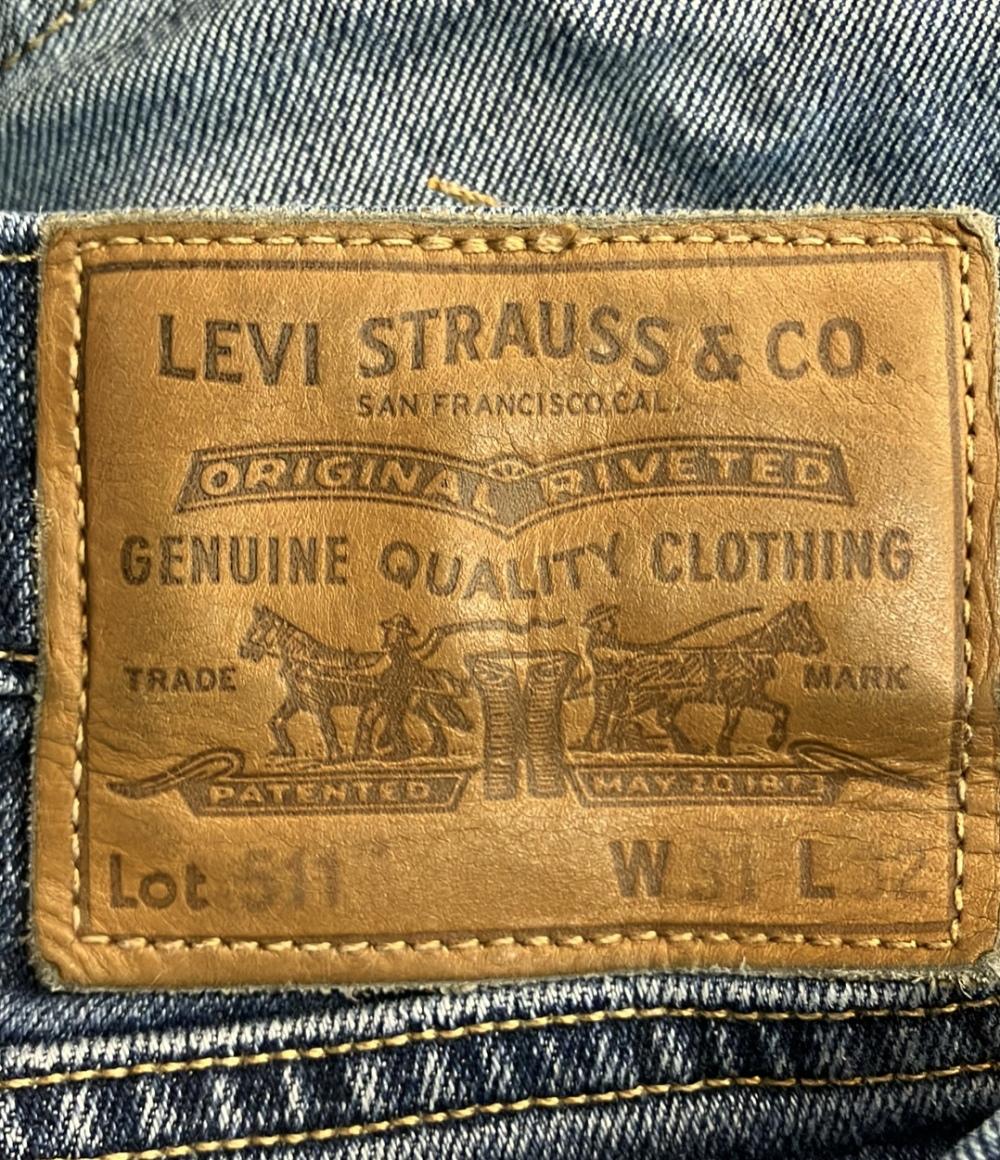 LEVI STRAUSS & CO.
SAN FRANCISCO, CAL.
ORIGINAL RIVETED
GENUINE QUALITY CLOTHING
TRADE MARK
PATENTED MAY 20 1873
Lot 511 W 31 L 32